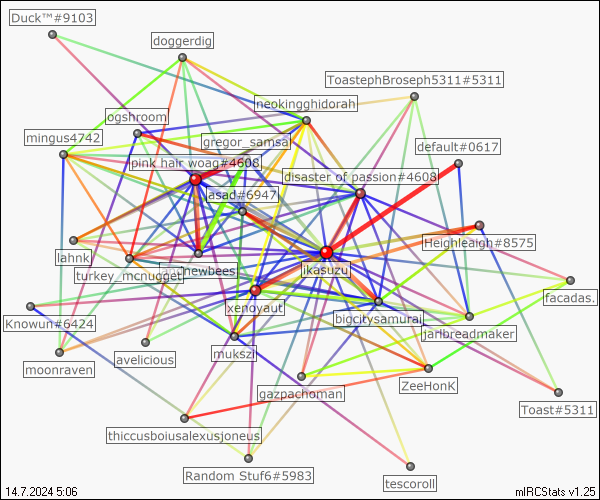 Duck™#9103
doggerdig
ToastephBroseph5311#5311
neokingghidorah
ogshroom
mingus4742
gregor_samsa
default#0617
pink hair woag#4608
disaster of passion#4608
asad#6947
Heighleaigh#8575
lahnk
newbees
ikasuzu
turkey_mcnugget
facadas.
xenoyaut
bigcitysamurai
Knowun#6424
jailbreadmaker
mukszi
moonraven
avelicious
ZeeHonK
gazpachoman
Toast#5311
thiccusboiusalexusjoneus
Random Stuf6#5983
tescoroll
14.7.2024 5:06
mIRCStats v1.25